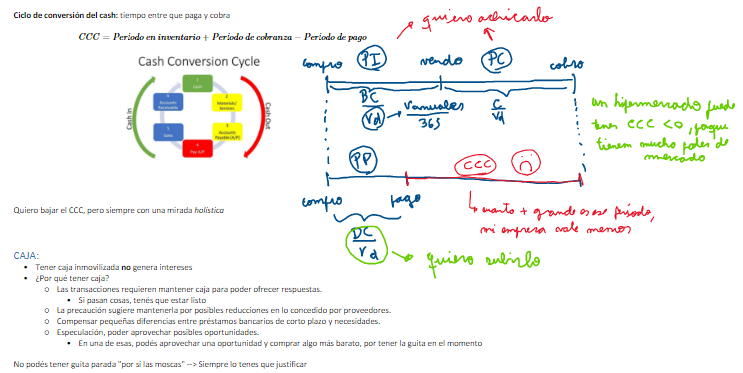 Ciclo de conversión del cash: tiempo entre que paga y cobra
CCC = Periodo en inventario + Periodo de cobranza − Periodo de pago
quiero achicarlo
Cash Conversion Cycle
1
Cash
2
Materials/
3
Accounts
Payable (A/P)
4
Pay A/P
5
Sales
6
Accounts
Receivable
Cash In
Cash Out
compro PI vendo PC cobro
BC
Vd
Vanuales
365
C
Vd
un hipermercado puede
tener CCC <0, porque
tienen mucho poder de
mercado
PP
CCC
compro pago
cuanto + grande es ese período,
mi empresa vale menos
DC
Vd
quiero subirlo
Quiero bajar el CCC, pero siempre con una mirada holística
CAJA:
• Tener caja inmovilizada no genera intereses
• ¿Por qué tener caja?
○ Las transacciones requieren mantener caja para poder ofrecer respuestas.
▪ Si pasan cosas, tenés que estar listo
○ La precaución sugiere mantenerla por posibles reducciones en lo concedido por proveedores.
○ Compensar pequeñas diferencias entre préstamos bancarios de corto plazo y necesidades.
○ Especulación, poder aprovechar posibles oportunidades.
▪ En una de esas, podés aprovechar una oportunidad y comprar algo más barato, por tener la guita en el momento
No podés tener guita parada "por si las moscas" --> Siempre lo tenes que justificar